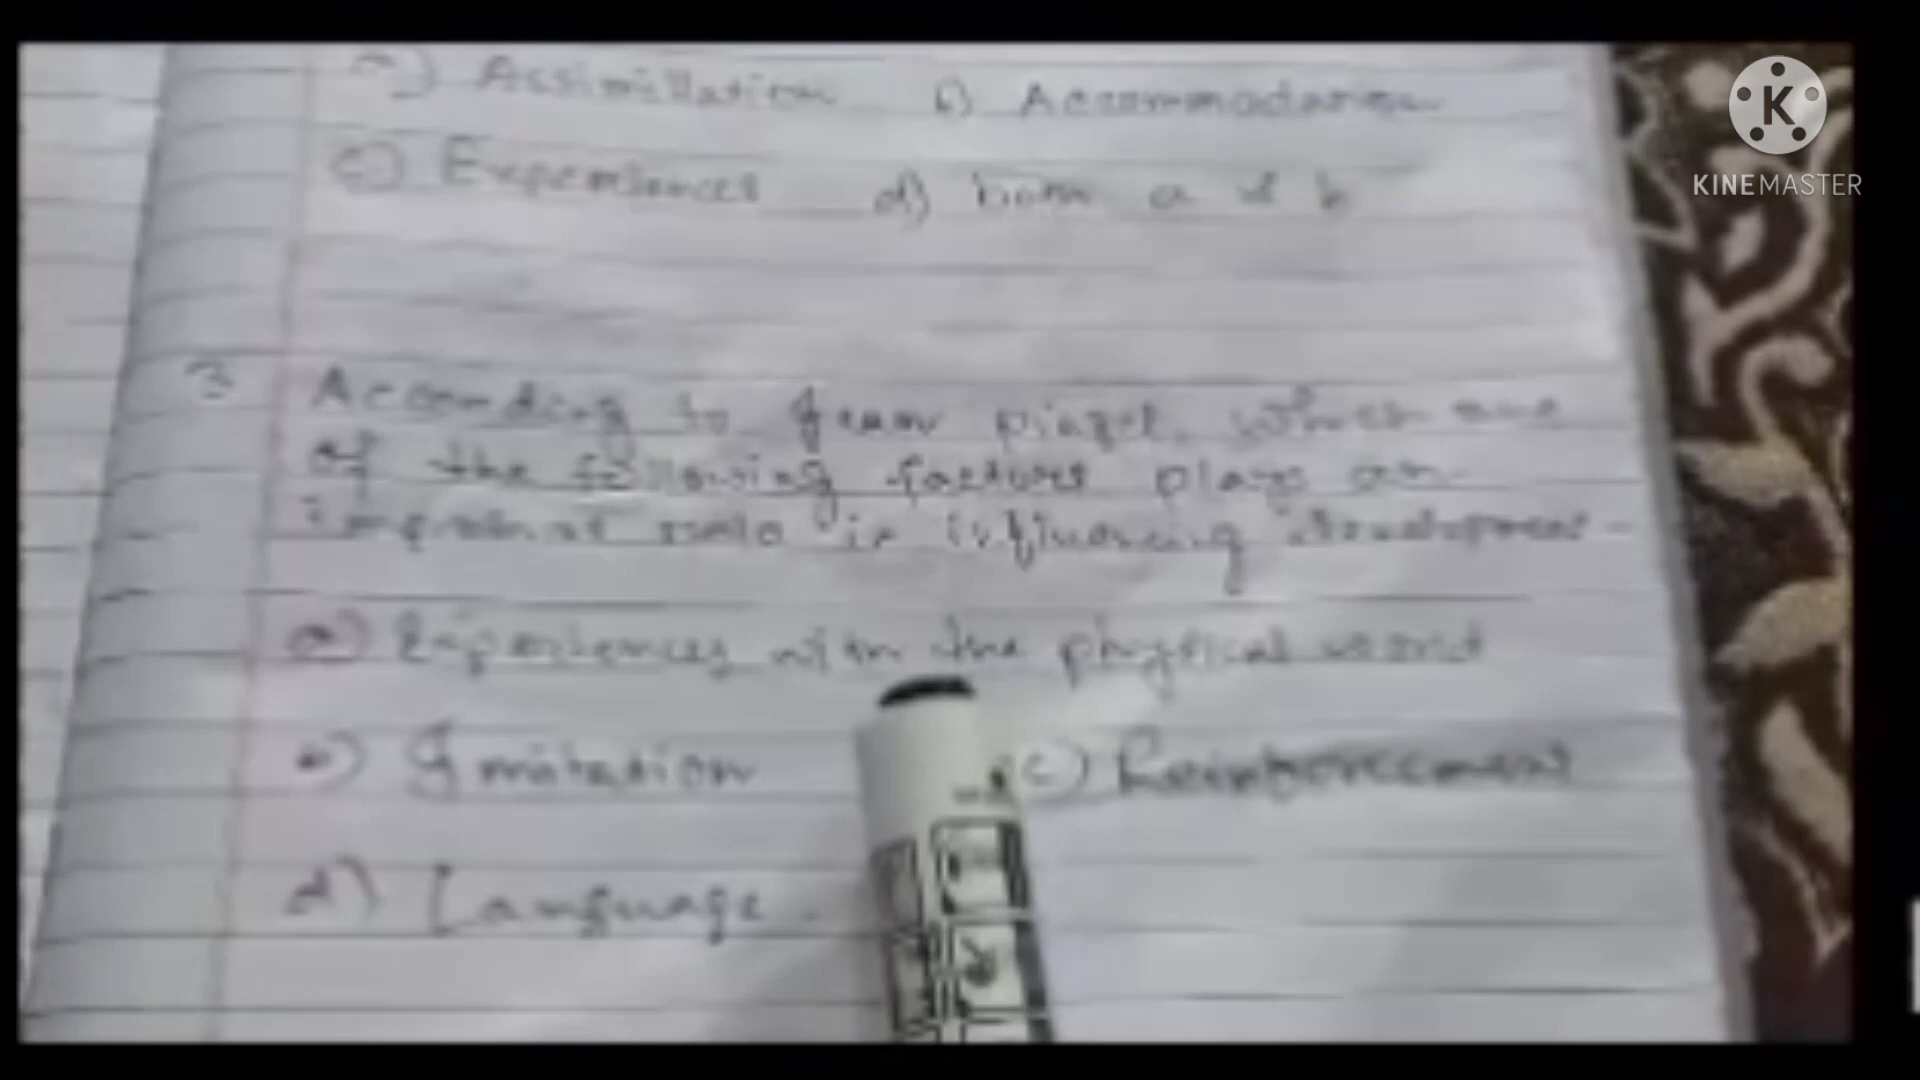 a) Assimillation b) Accommodation
c) Experiences d) both a & b
3 According to Jean piaget, which one
of the following factors plays an
important role in influencing development -
a) Experiences with the physical world
b) Imitation c) Reinforcement
d) Language.
K
KINEMASTER